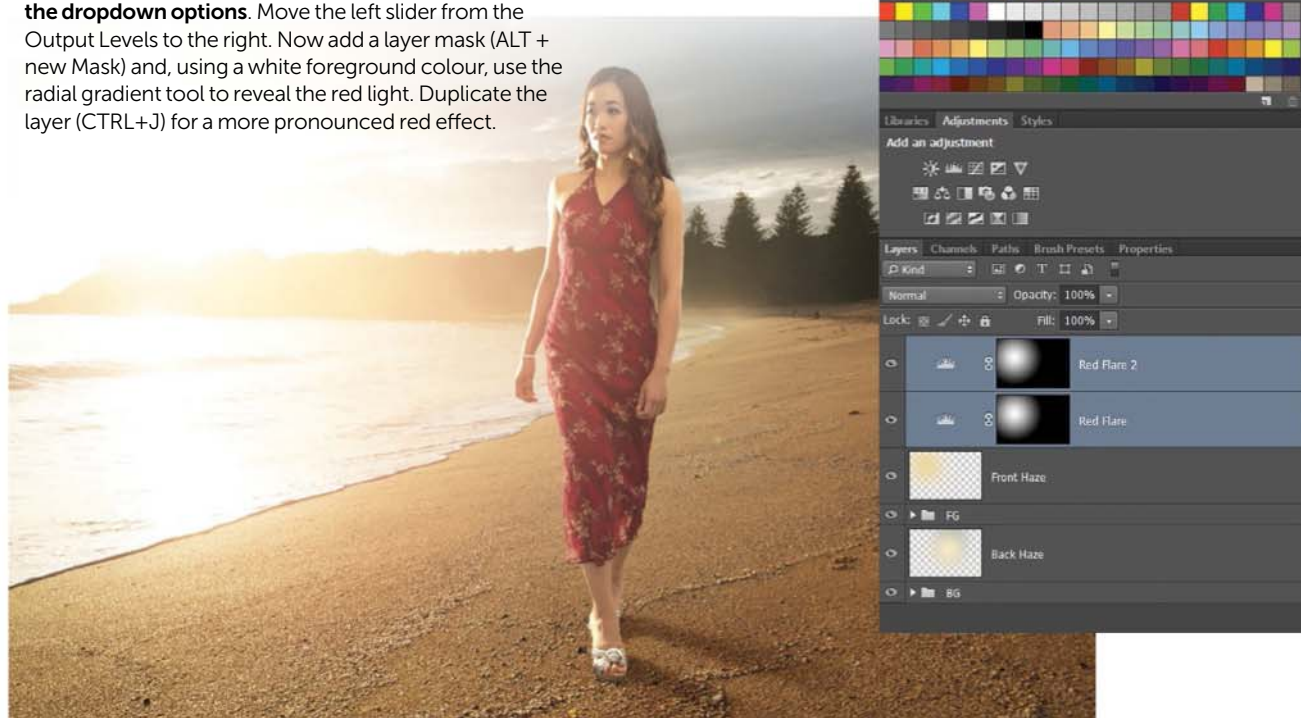 the dropdown options. Move the left slider from the
Output Levels to the right. Now add a layer mask (ALT +
new Mask) and, using a white foreground colour, use the
radial gradient tool to reveal the red light. Duplicate the
layer (CTRL+J) for a more pronounced red effect.
Libraries Adjustments Styles
Add an adjustment
Layers Channels Paths Brush Presets Properties
Kind
Normal Opacity: 100%
Lock: Fill: 100%
Red Flare 2
Red Flare
Front Haze
FG
Back Haze
BG